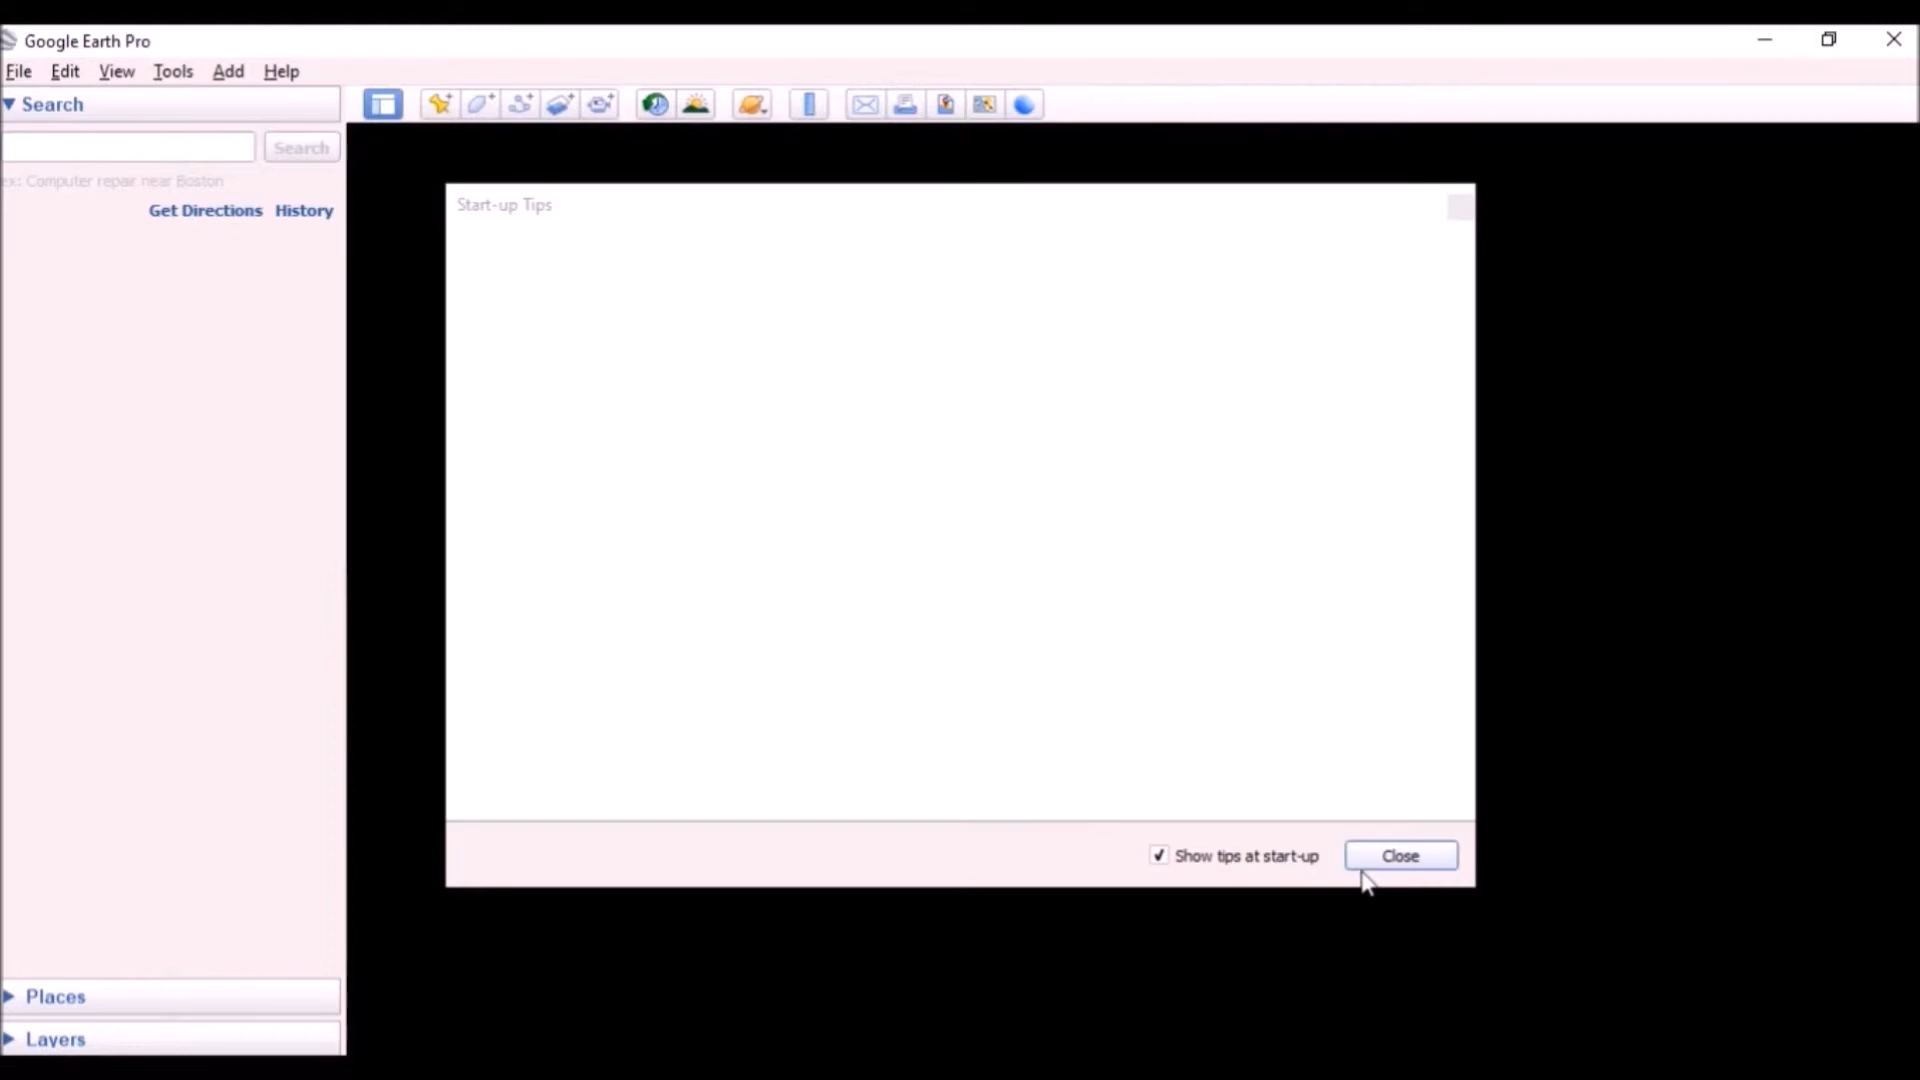 Google Earth Pro
File Edit View Tools Add Help
Search
Search
ex: Computer repair near Boston
Get Directions History
Start-up Tips
Show tips at start-up Close
Places
Layers